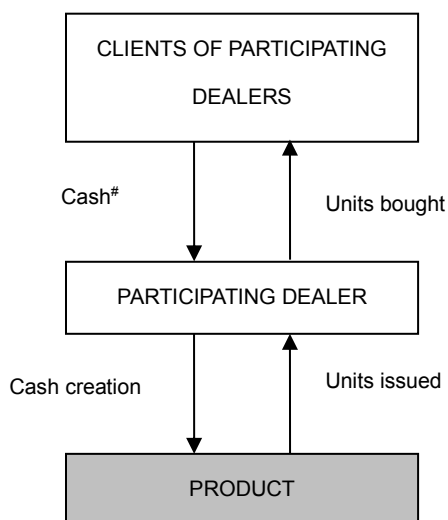 CLIENTS OF PARTICIPATING
DEALERS
Cash#
Units bought
PARTICIPATING DEALER
Cash creation
Units issued
PRODUCT